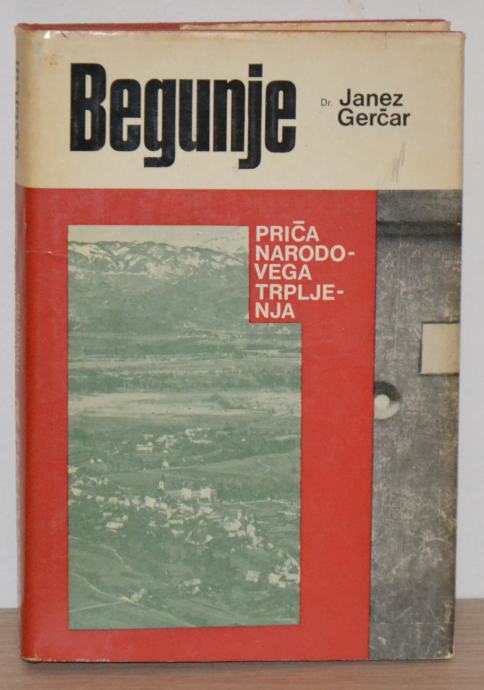 Begunje
Dr. Janez
Gerčar
PRIČA
NARODO-
VEGA
TRPLJE-
NJA